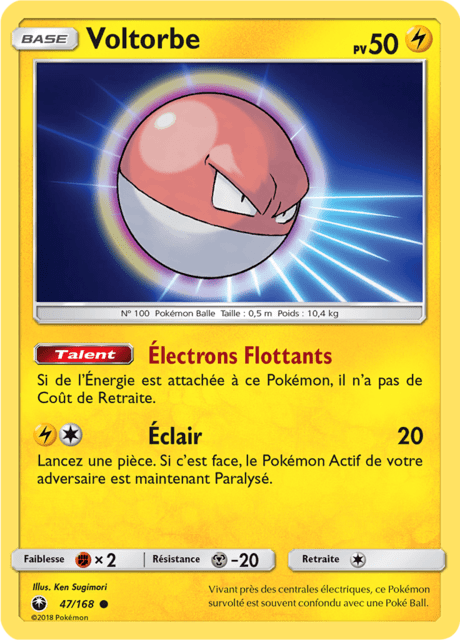 BASE Voltorbe PV 50
N° 100 Pokémon Balle Taille : 0,5 m Poids : 10,4 kg
Talent Électrons Flottants
Si de l'Énergie est attachée à ce Pokémon, il n'a pas de
Coût de Retraite.
Éclair 20
Lancez une pièce. Si c'est face, le Pokémon Actif de votre
adversaire est maintenant Paralysé.
Faiblesse ×2 Résistance -20 Retraite
Illus. Ken Sugimori
47/168
©2018 Pokémon
Vivant près des centrales électriques, ce Pokémon
survolté est souvent confondu avec une Poké Ball.